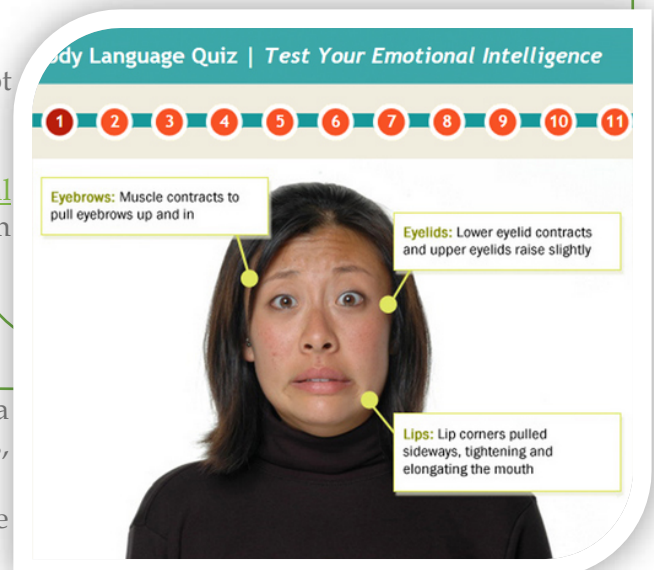 dy Language Quiz | Test Your Emotional Intelligence
1 2 3 4 5 6 7 8 9 10 11
Eyebrows: Muscle contracts to
pull eyebrows up and in
Eyelids: Lower eyelid contracts
and upper eyelids raise slightly
Lips: Lip corners pulled
sideways, tightening and
elongating the mouth